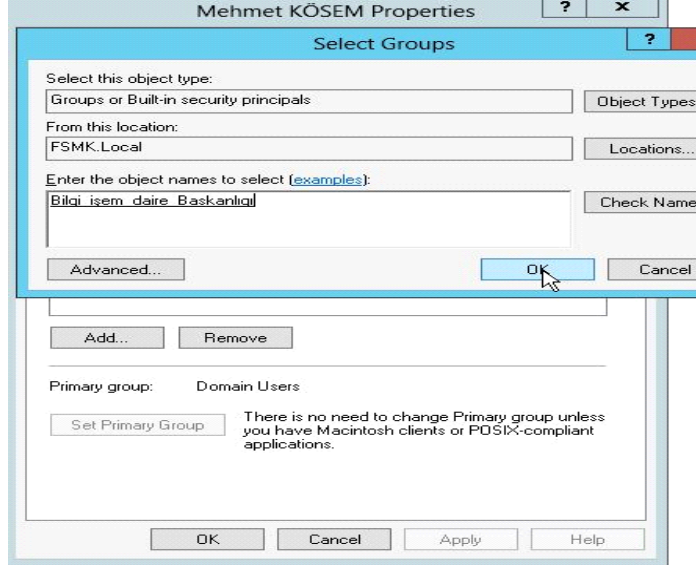 Mehmet KÖSEM Properties
? x
Select Groups
?
Select this object type:
Groups or Built-in security principals
Object Types
From this location:
FSMK.Local
Locations...
Enter the object names to select (examples):
Bilgi_işem_daire_Baskanlıgı
Check Name
Advanced...
OK
Cancel
Add...
Remove
Primary group:
Domain Users
Set Primary Group
There is no need to change Primary group unless
you have Macintosh clients or POSIX-compliant
applications.
OK
Cancel
Apply
Help